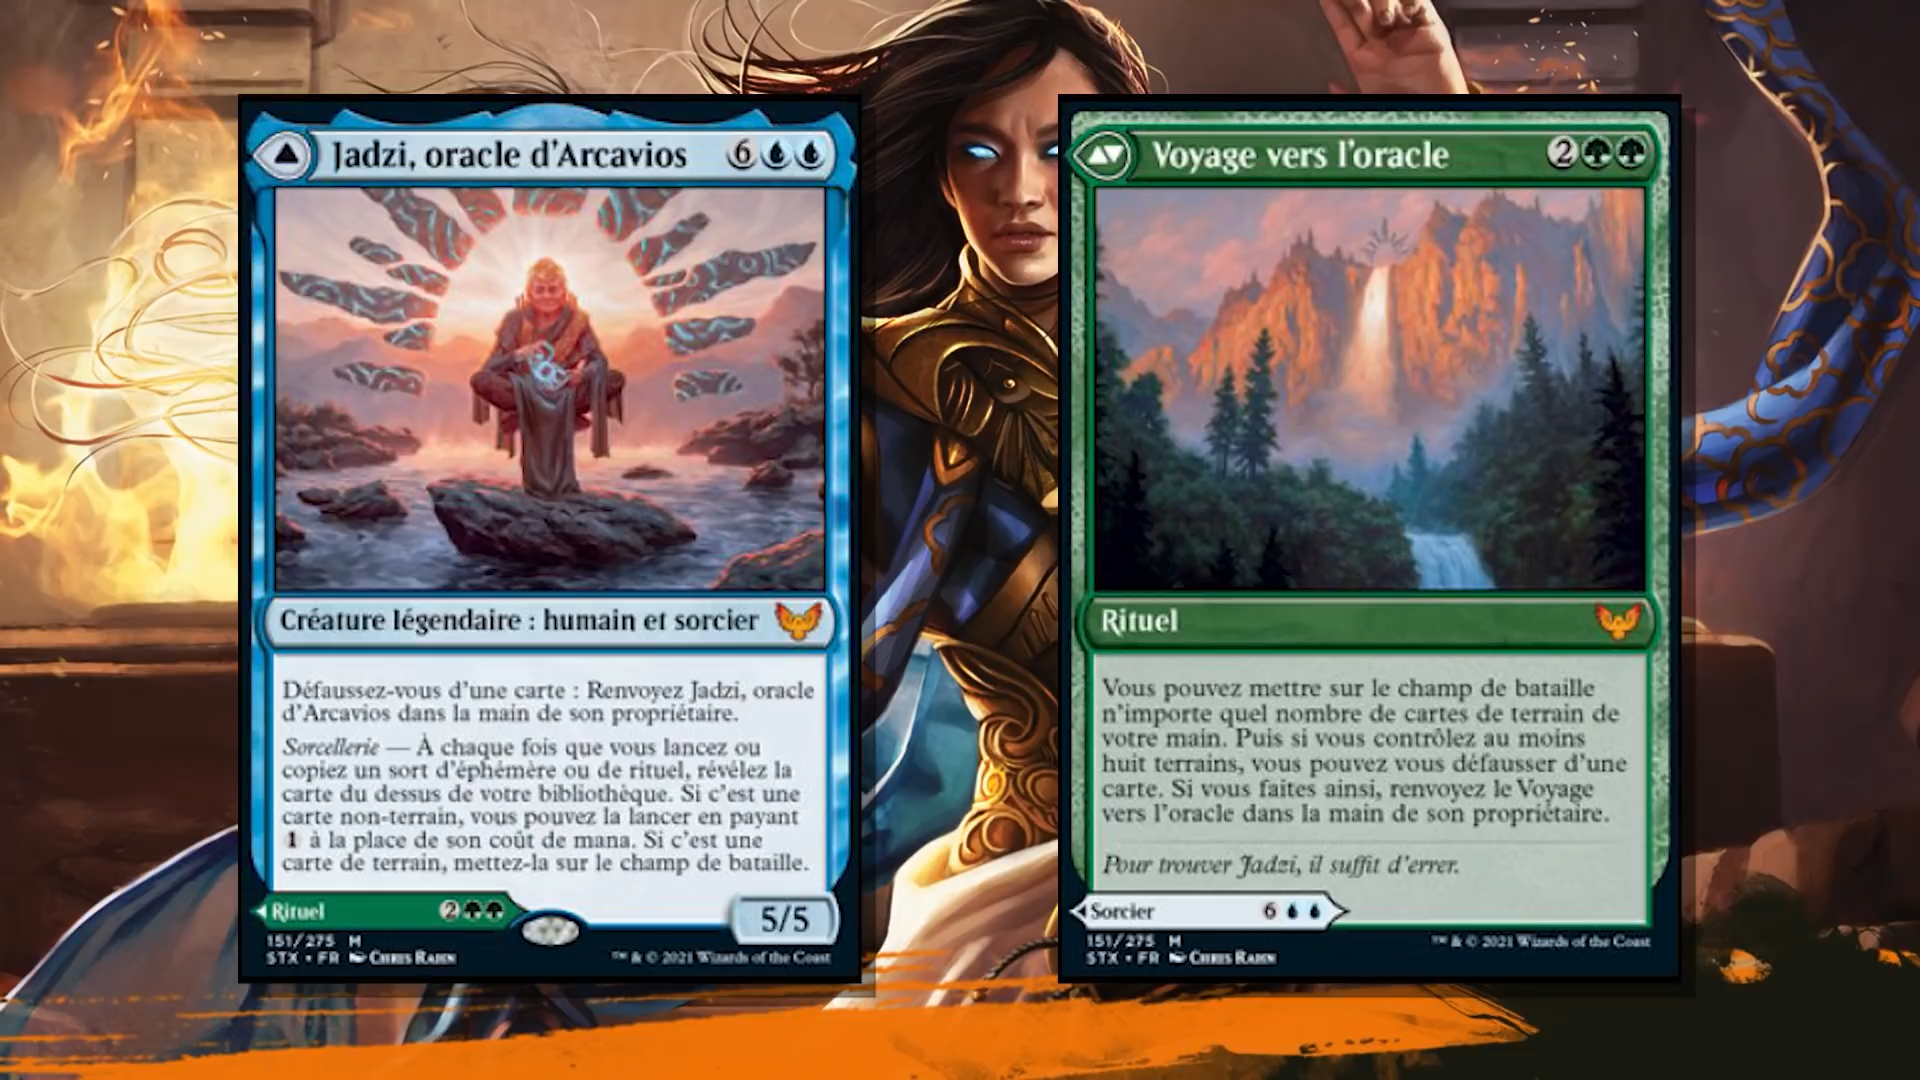 Jadzi, oracle d'Arcavios 6
Créature légendaire : humain et sorcier
Défaussez-vous d'une carte : Renvoyez Jadzi, oracle
d'Arcavios dans la main de son propriétaire.
Sorcellerie — À chaque fois que vous lancez ou
copiez un sort d'éphémère ou de rituel, révélez la
carte du dessus de votre bibliothèque. Si c'est une
carte non-terrain, vous pouvez la lancer en payant
1 à la place de son coût de mana. Si c'est une
carte de terrain, mettez-la sur le champ de bataille.
Rituel 2
5/5
151/275 M
STX • FR Chris Rahn
™ & © 2021 Wizards of the Coast
Voyage vers l'oracle 2
Rituel
Vous pouvez mettre sur le champ de bataille
n'importe quel nombre de cartes de terrain de
votre main. Puis si vous contrôlez au moins
huit terrains, vous pouvez vous défausser d'une
carte. Si vous faites ainsi, renvoyez le Voyage
vers l'oracle dans la main de son propriétaire.
Pour trouver Jadzi, il suffit d'errer.
Sorcier 6
151/275 M
STX • FR Chris Rahn
™ & © 2021 Wizards of the Coast